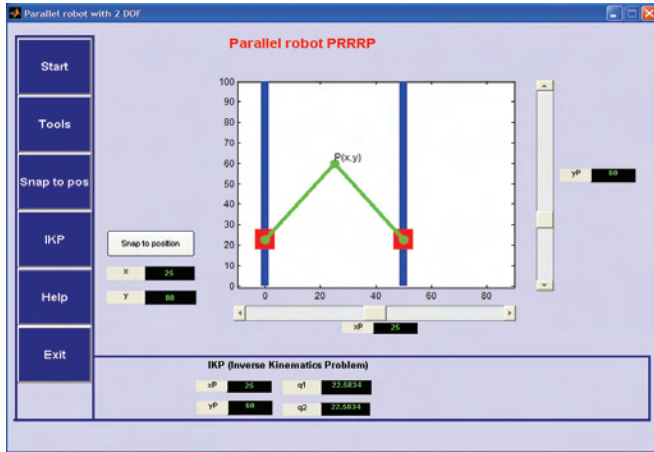 Parallel robot with 2 DOF
Parallel robot PRRRP
Start
Tools
Snap to pos
IKP
Help
Exit
100
90
80
70
60
50
40
30
20
10
0
0 20 40 60 80
P(x,y)
yP 60
Snap to position
x 25
Y 60
xP 25
IKP (Inverse Kinematics Problem)
xP 25 q1 22.5834
yP 60 q2 22.5834